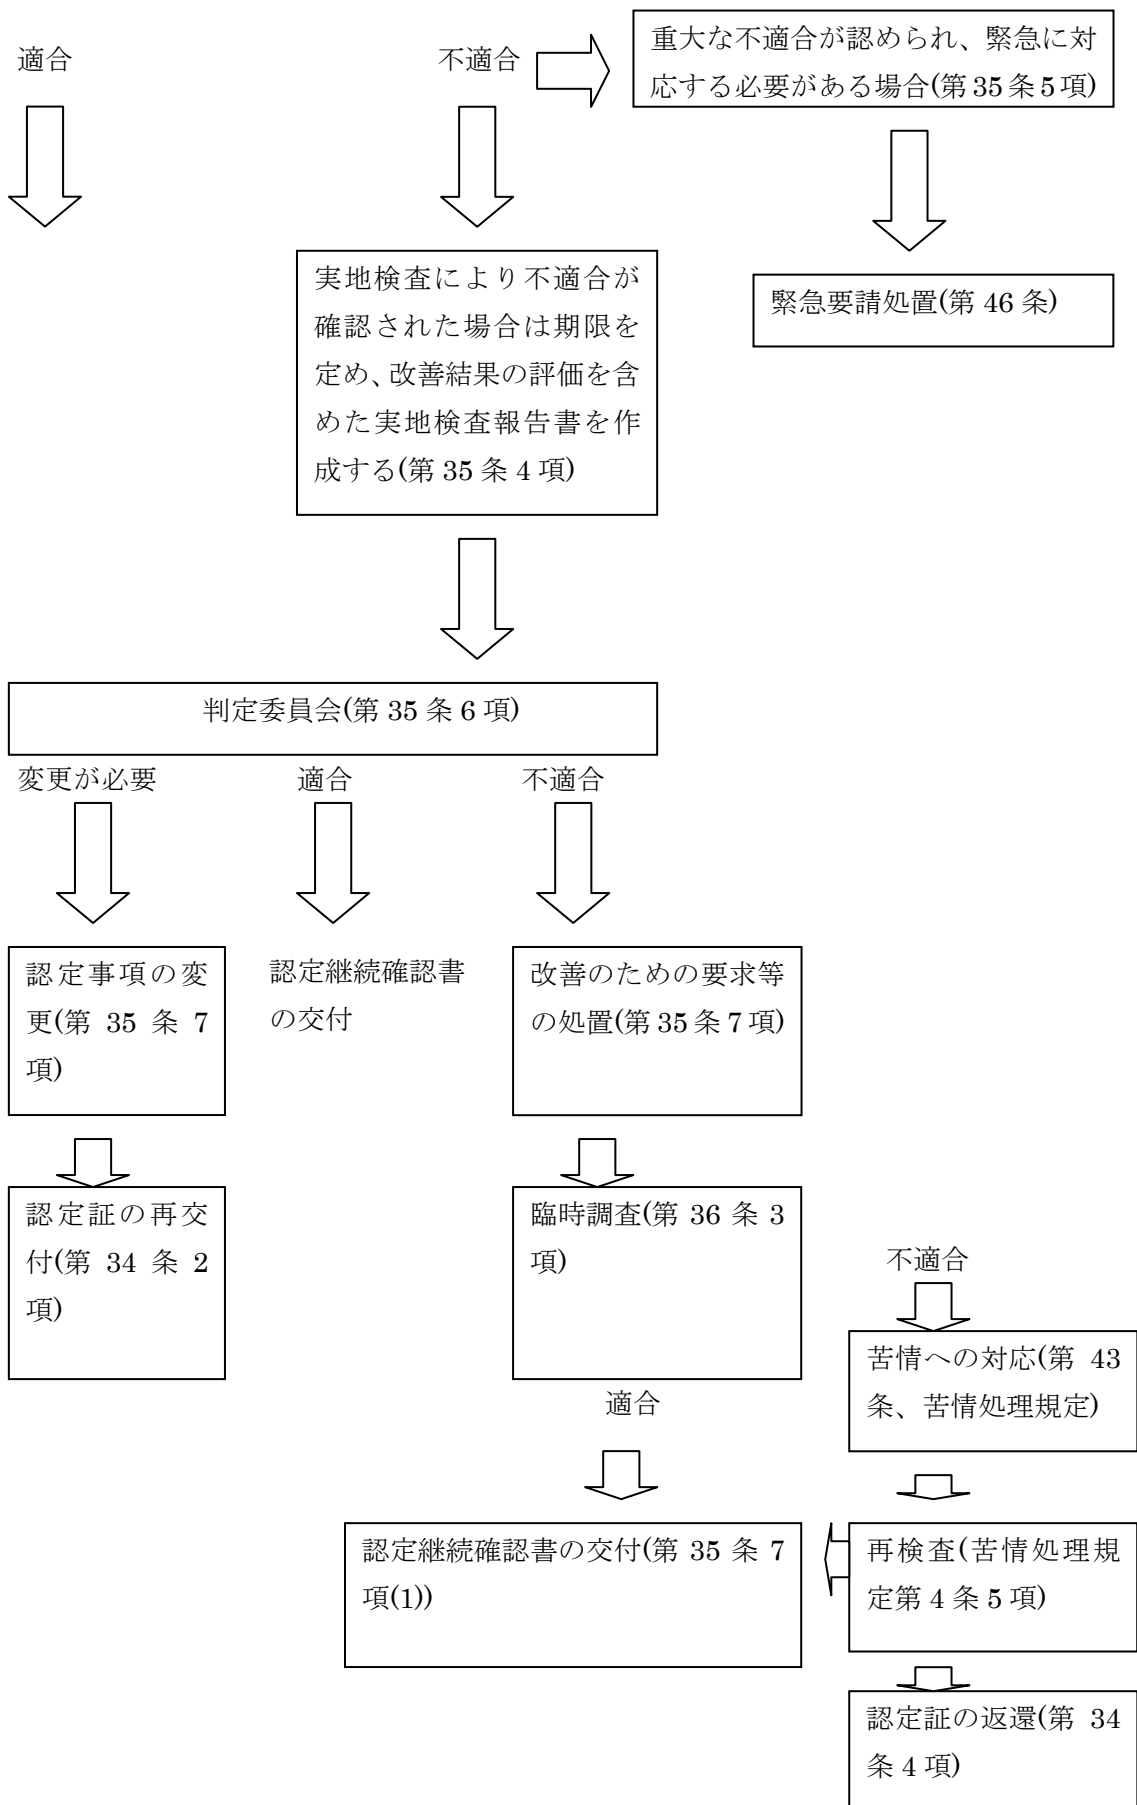 適合
不適合
重大な不適合が認められ、緊急に対
応する必要がある場合(第35条5項)
実地検査により不適合が
確認された場合は期限を
定め、改善結果の評価を含
めた実地検査報告書を作
成する(第35条4項)
緊急要請処置(第46条)
判定委員会(第35条6項)
変更が必要
適合
不適合
認定事項の変
更(第35条7
項)
認定継続確認書
の交付
改善のための要求等
の処置(第35条7項)
認定証の再交
付(第34条2
項)
臨時調査(第36条3
項)
不適合
苦情への対応(第43
条、苦情処理規定)
適合
認定継続確認書の交付(第35条7
項(1))
再検査(苦情処理規
定第4条5項)
認定証の返還(第34
条4項)